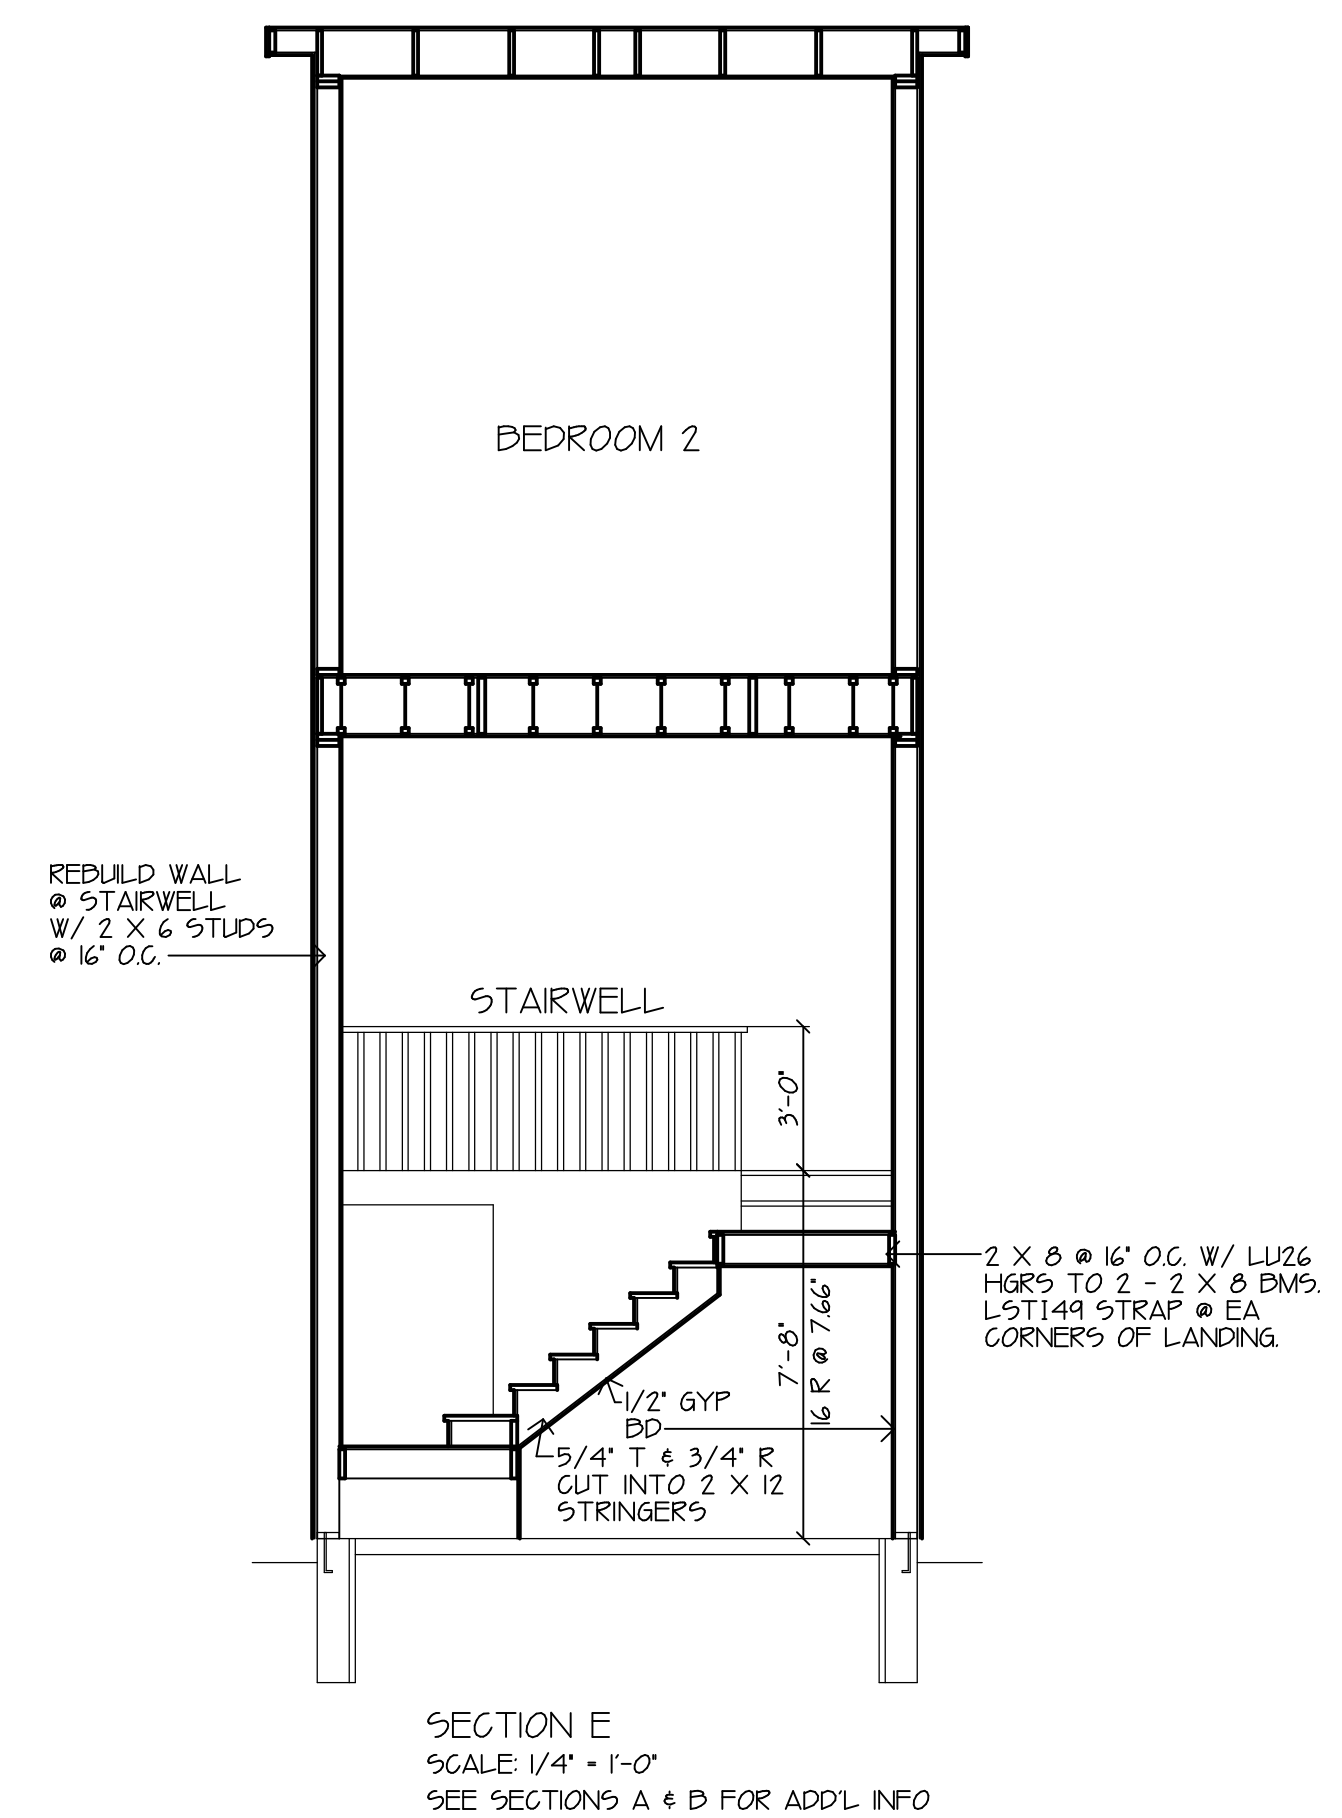 BEDROOM 2
REBUILD WALL
@ STAIRWELL
W/ 2 X 6 STUDS
@ 16" O.C.
STAIRWELL
3'-0"
2 X 8 @ 16" O.C. W/ LU26
HGRS TO 2 - 2 X 8 BMS.
LSTI49 STRAP @ EA
CORNERS OF LANDING.
7'-8"
16 R @ 7.66"
1/2" GYP
BD
5/4" T & 3/4" R
CUT INTO 2 X 12
STRINGERS
SECTION E
SCALE: 1/4" = 1'-0"
SEE SECTIONS A & B FOR ADD'L INFO